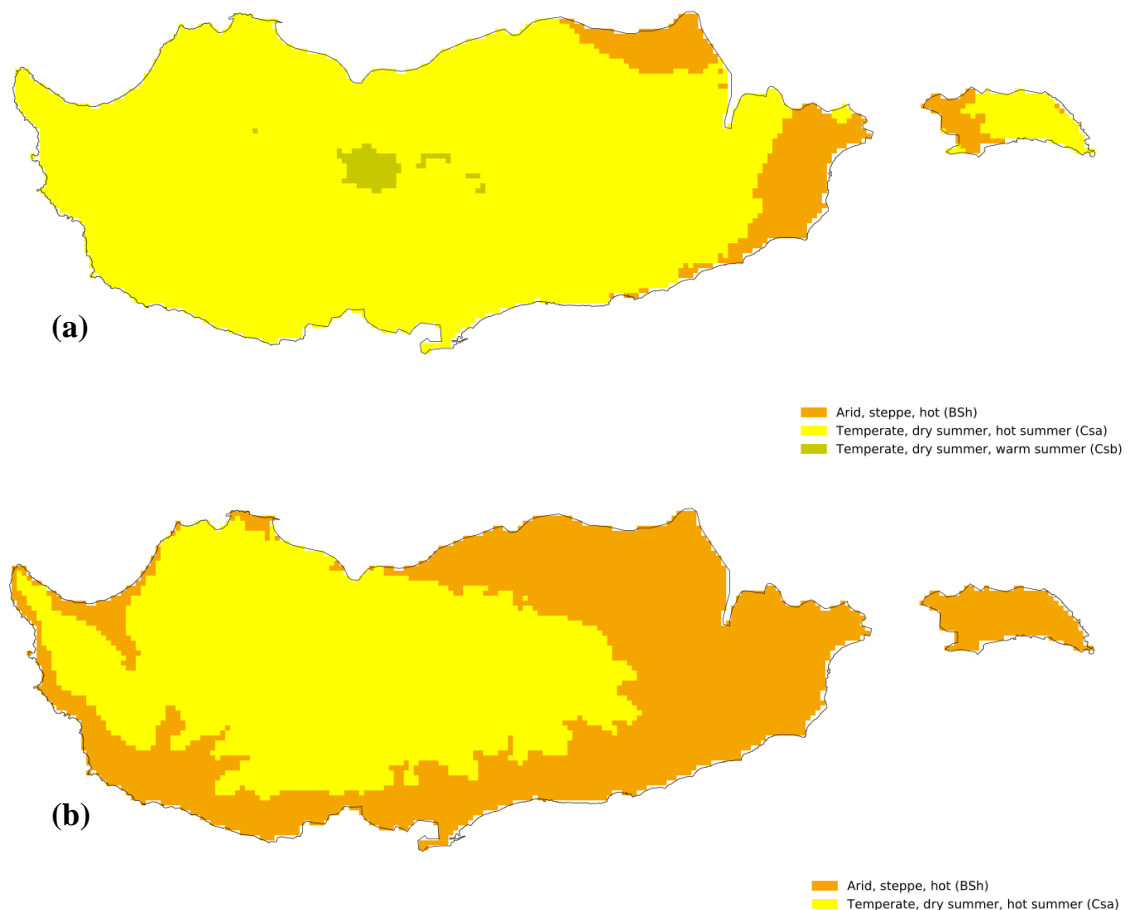 (a)
Arid, steppe, hot (BSh)
Temperate, dry summer, hot summer (Csa)
Temperate, dry summer, warm summer (Csb)
(b)
Arid, steppe, hot (BSh)
Temperate, dry summer, hot summer (Csa)